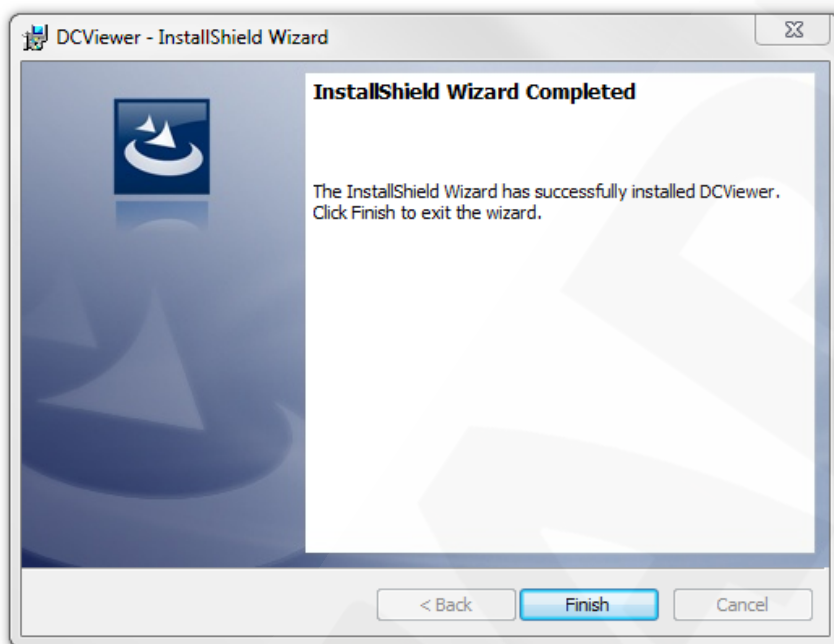 DCViewer - InstallShield Wizard
InstallShield Wizard Completed
The InstallShield Wizard has successfully installed DCViewer.
Click Finish to exit the wizard.
< Back
Finish
Cancel